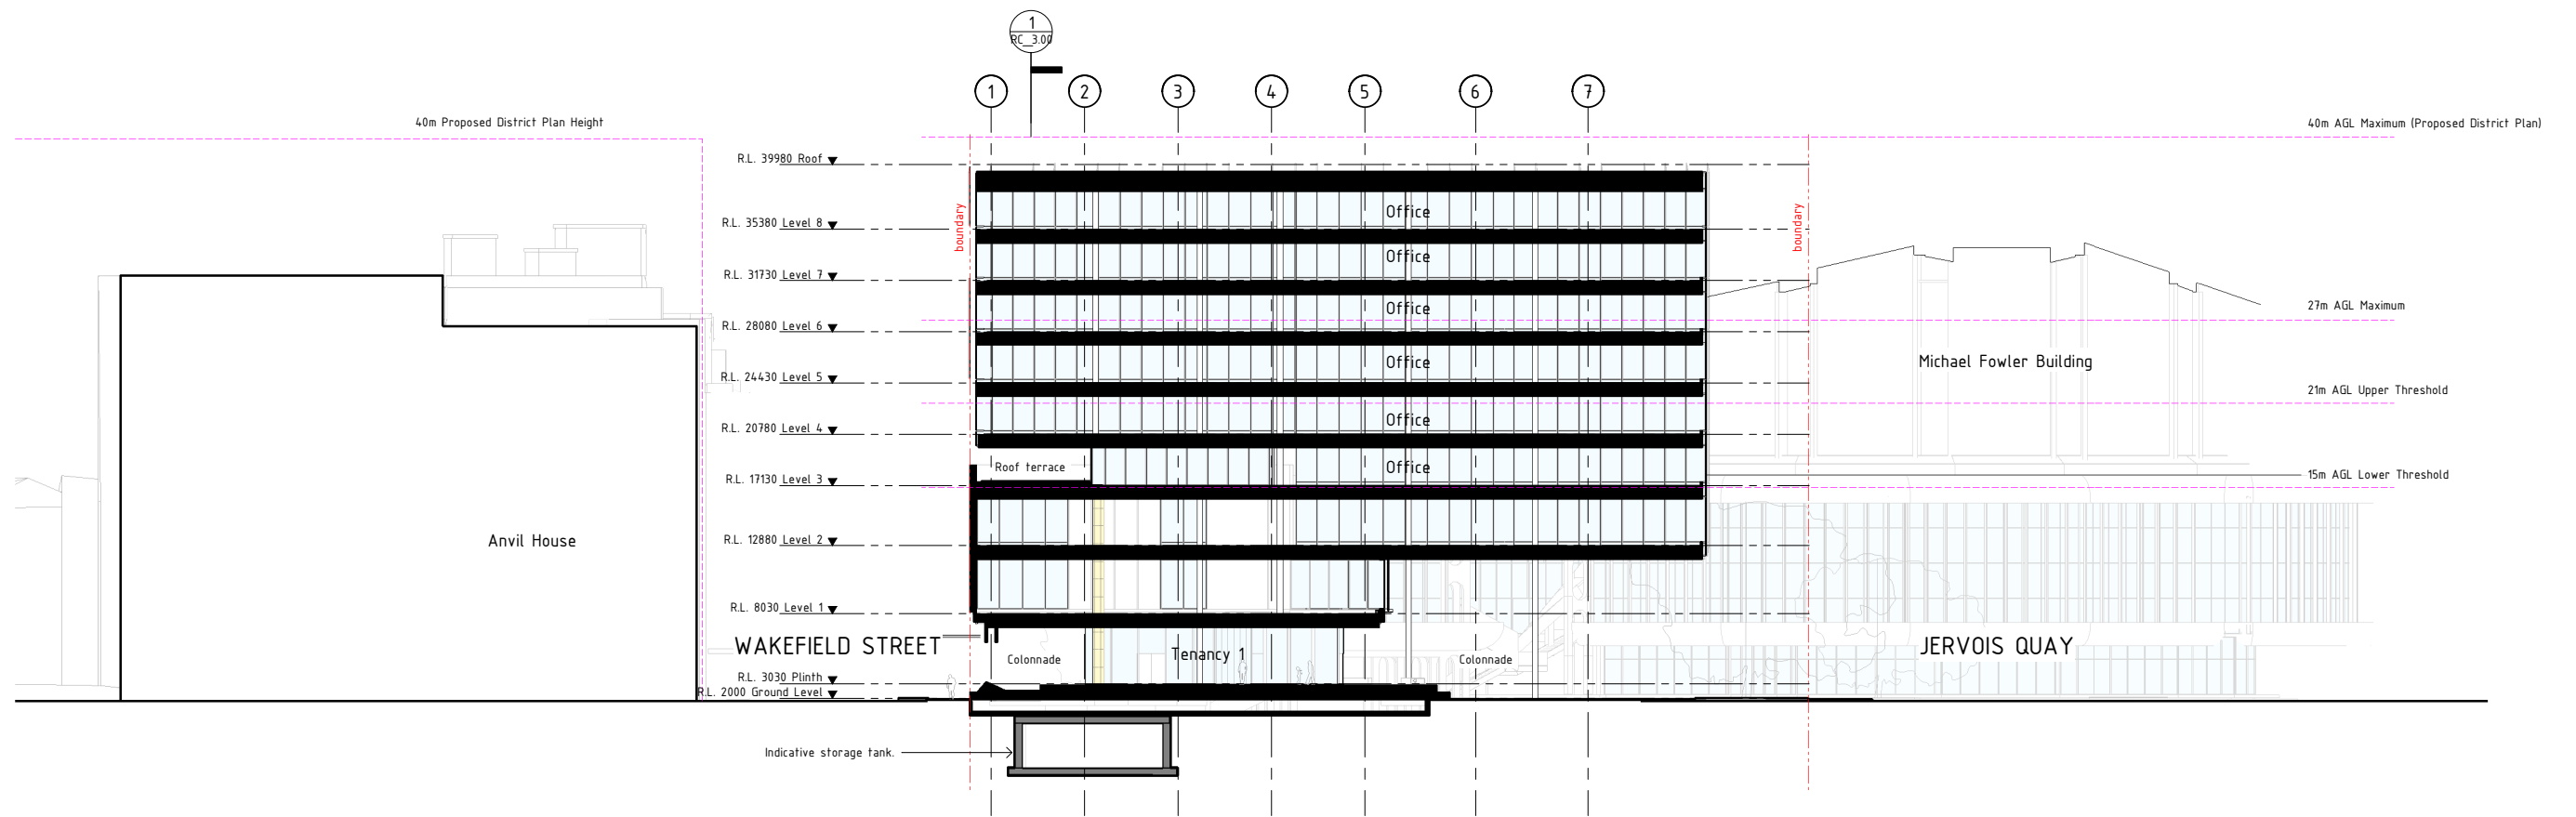 1
RC_3.00
1 2 3 4 5 6 7
40m Proposed District Plan Height
40m AGL Maximum (Proposed District Plan)
R.L. 39980 Roof
boundary
boundary
Office
R.L. 35380 Level 8
Office
R.L. 31730 Level 7
Office
27m AGL Maximum
R.L. 28080 Level 6
Office
Michael Fowler Building
R.L. 24430 Level 5
21m AGL Upper Threshold
Office
R.L. 20780 Level 4
Roof terrace
Office
15m AGL Lower Threshold
R.L. 17130 Level 3
Anvil House
R.L. 12880 Level 2
R.L. 8030 Level 1
WAKEFIELD STREET
JERVOIS QUAY
Colonnade
Tenancy 1
Colonnade
R.L. 3030 Plinth
R.L. 2000 Ground Level
Indicative storage tank.